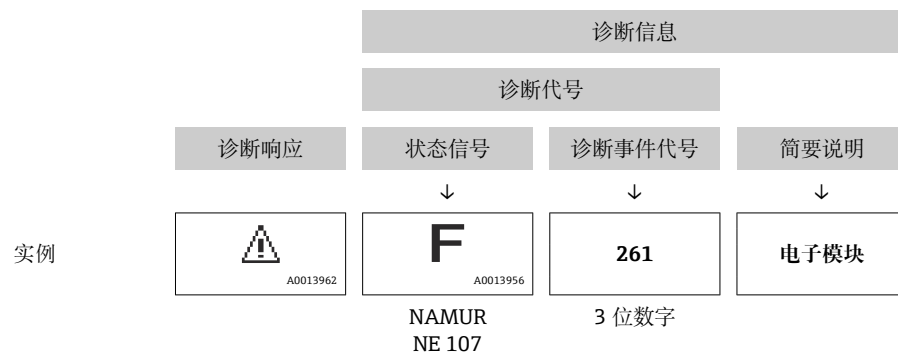 诊断信息
诊断代号
诊断响应 状态信号 诊断事件代号 简要说明
↓ ↓ ↓
实例 F 261 电子模块
A0013962 A0013956
NAMUR 3 位数字
NE 107